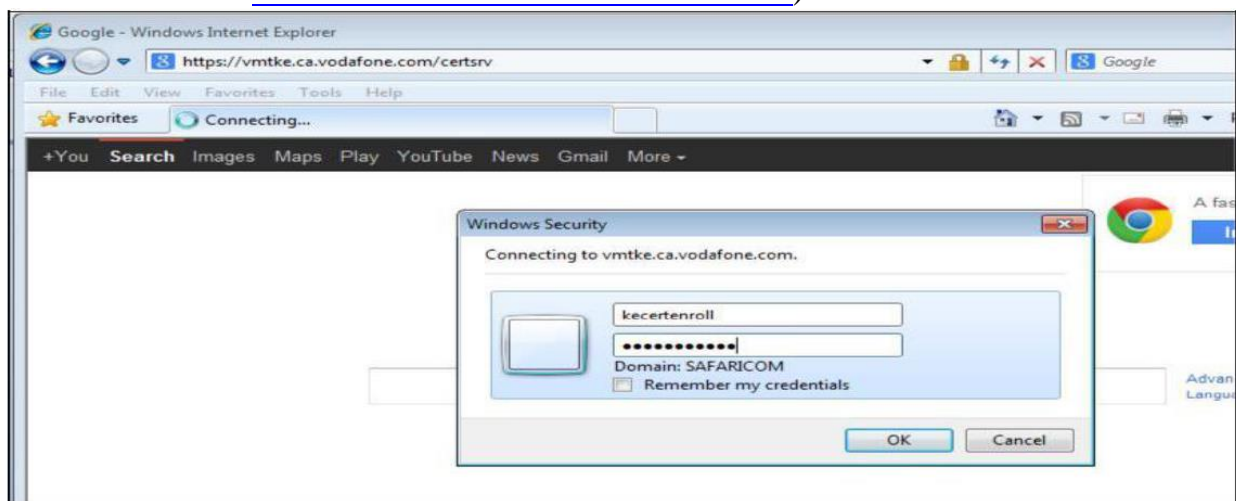 Google - Windows Internet Explorer
https://vmtke.ca.vodafone.com/certsrv
Google
File Edit View Favorites Tools Help
Favorites Connecting...
+You Search Images Maps Play YouTube News Gmail More
A fas
Windows Security
Connecting to vmtke.ca.vodafone.com.
kecertenroll
●●●●●●●●●●●
Domain: SAFARICOM
Remember my credentials
Advan
Langua
OK Cancel